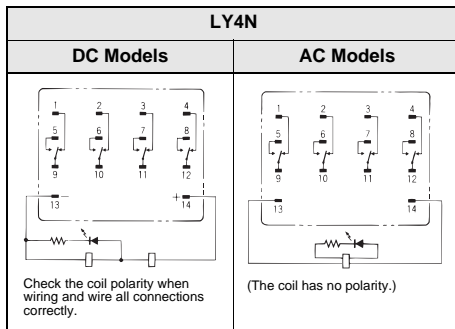 LY4N
DC Models
AC Models
1 2 3 4
5 6 7 8
9 10 11 12
13 − + 14
Check the coil polarity when
wiring and wire all connections
correctly.
1 2 3 4
5 6 7 8
9 10 11 12
13 14
(The coil has no polarity.)